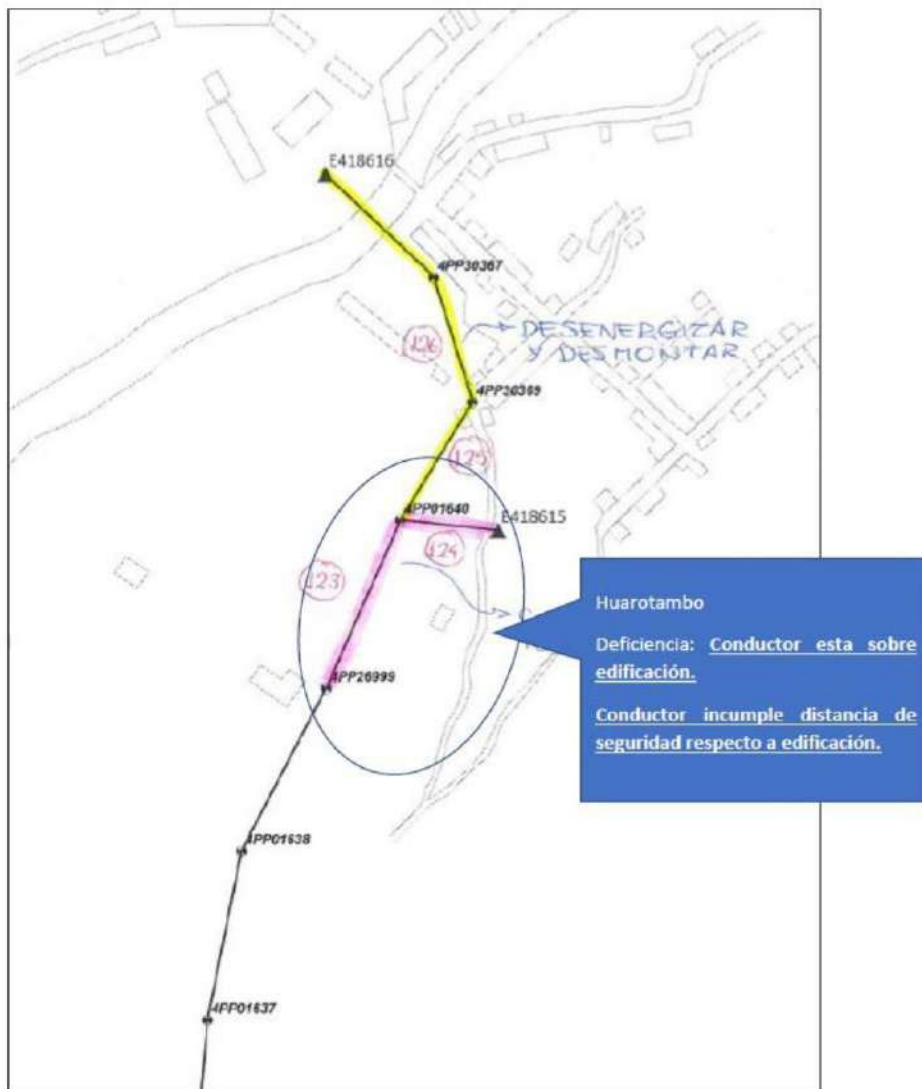 E418616
4PP30367
DESENERGIZAR
Y DESMONTAR
126
4PP30369
125
4PP01640
E418615
124
123
Huarotambo
Deficiencia: Conductor esta sobre
edificación.
Conductor incumple distancia de
seguridad respecto a edificación.
4PP26999
4PP01638
4PP01637